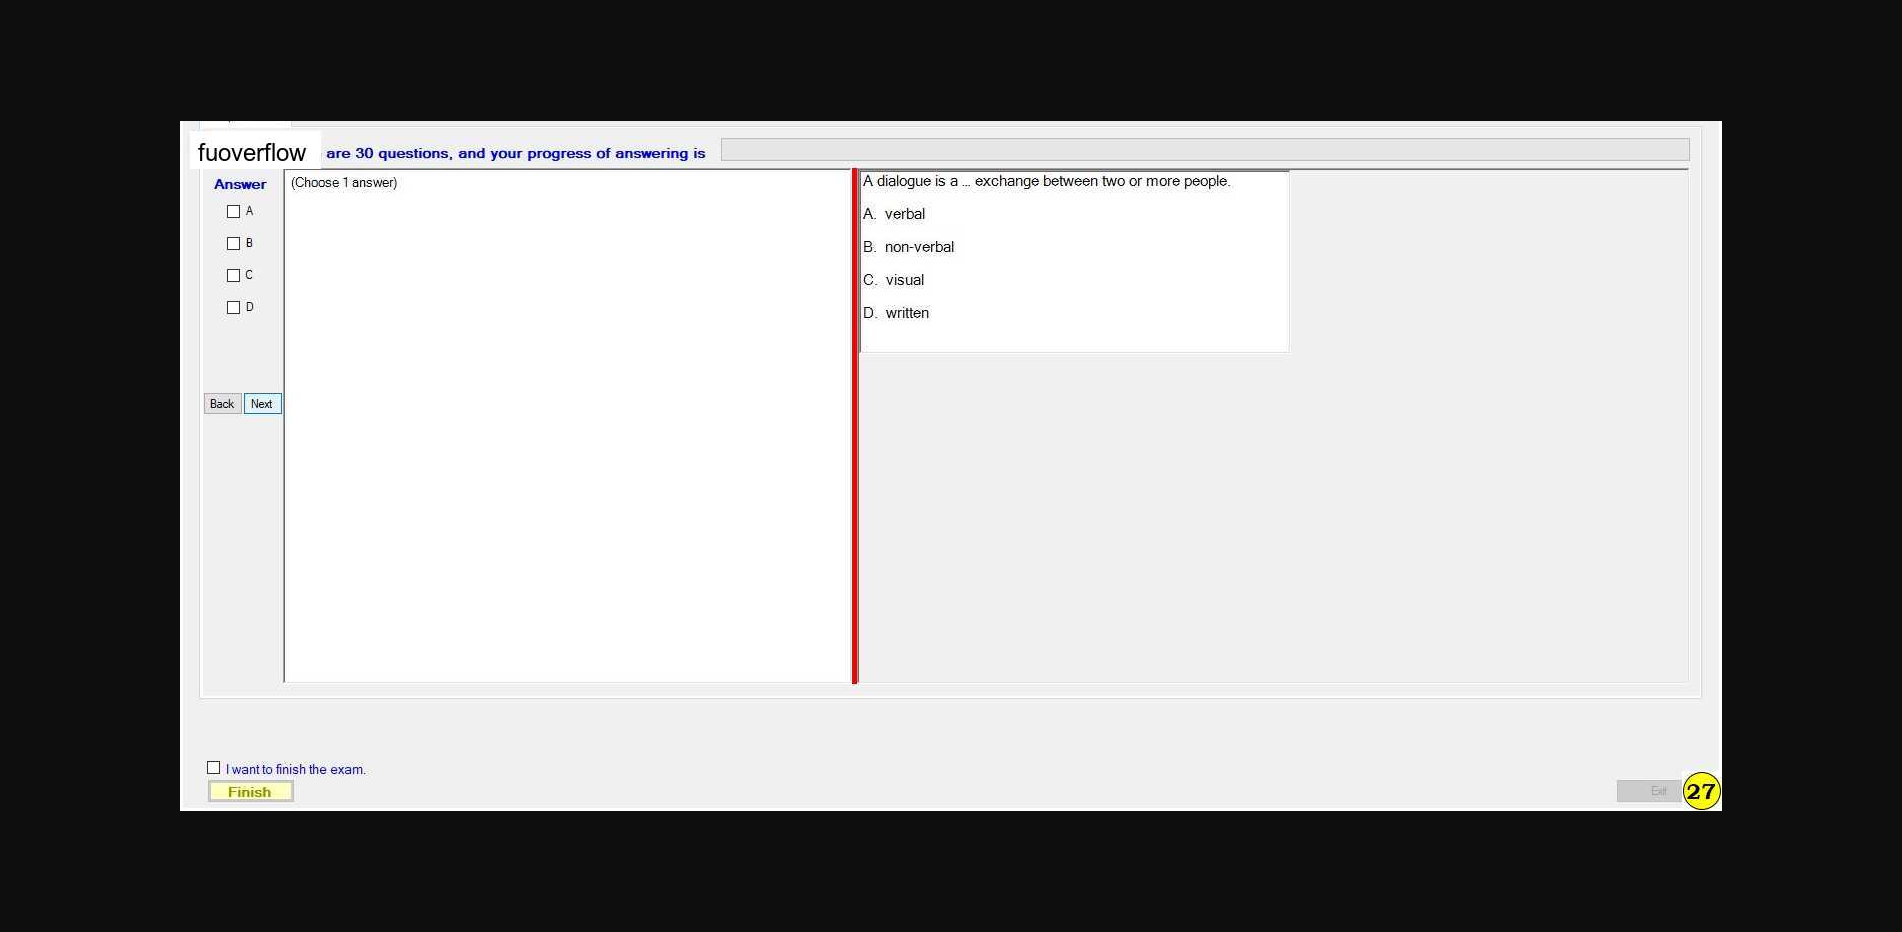 fuoverflow are 30 questions, and your progress of answering is
Answer
(Choose 1 answer)
A
B
C
D
Back Next
A dialogue is a ... exchange between two or more people.
A. verbal
B. non-verbal
C. visual
D. written
I want to finish the exam.
Finish
Exit
27